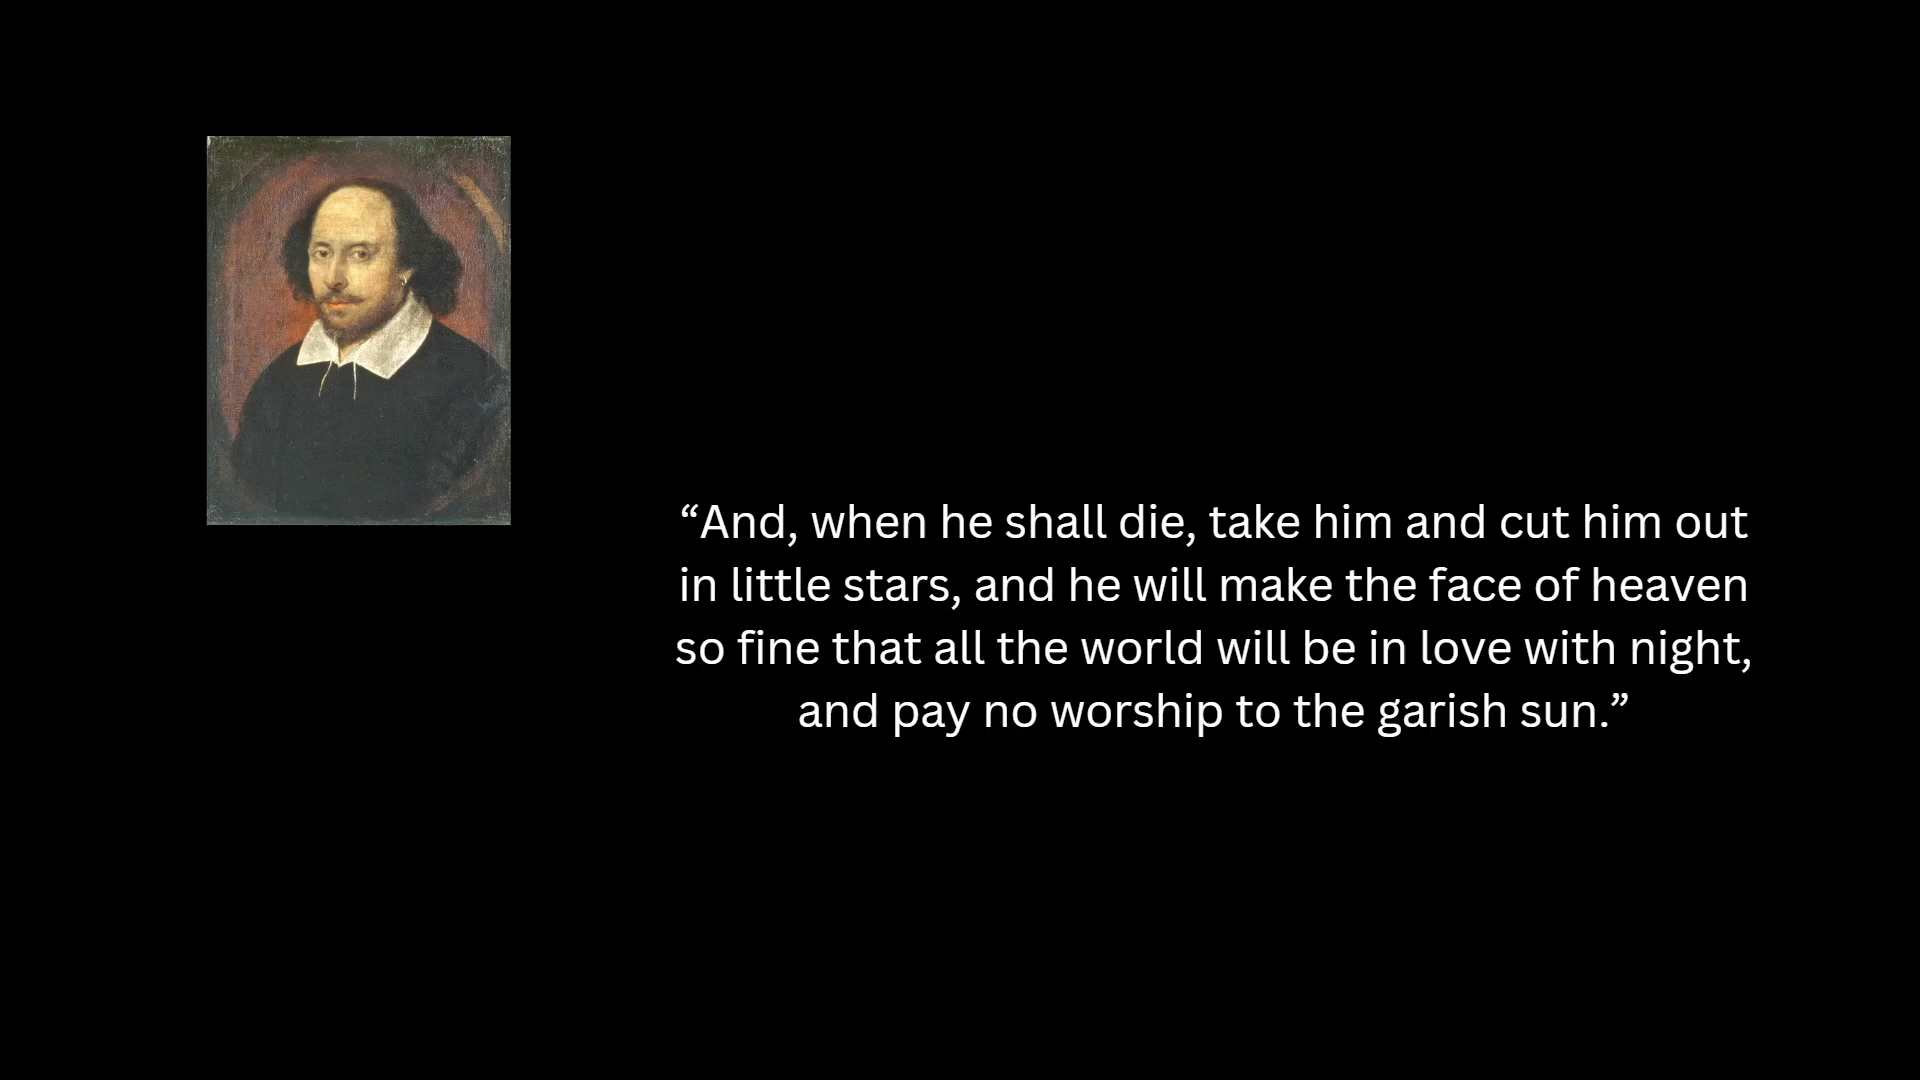 “And, when he shall die, take him and cut him out
in little stars, and he will make the face of heaven
so fine that all the world will be in love with night,
and pay no worship to the garish sun.”